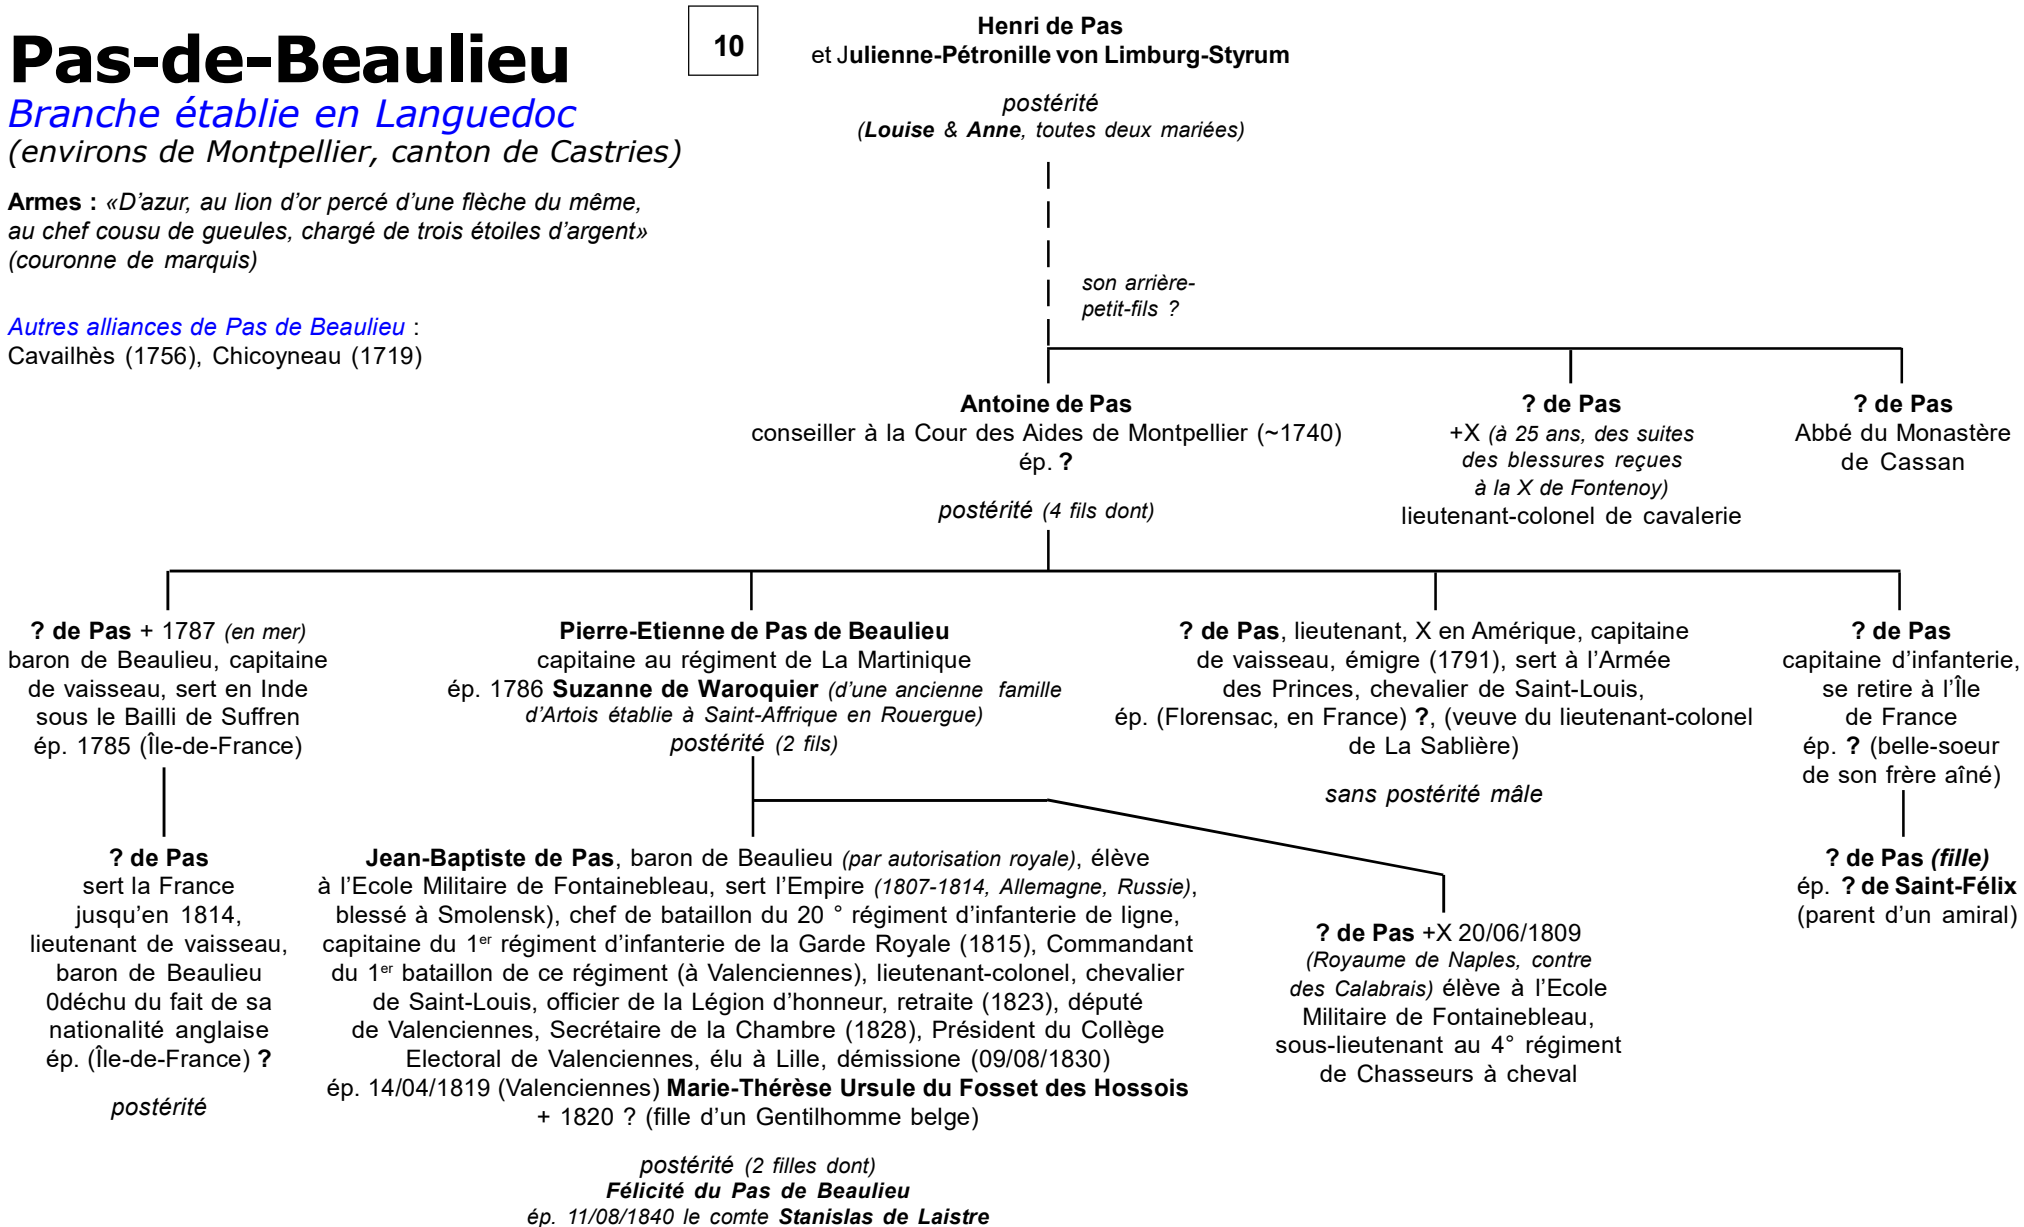 Pas-de-Beaulieu
Branche établie en Languedoc
(environs de Montpellier, canton de Castries)
Armes : «D'azur, au lion d'or percé d'une flèche du même,
au chef cousu de gueules, chargé de trois étoiles d'argent»
(couronne de marquis)
Autres alliances de Pas de Beaulieu :
Cavailhès (1756), Chicoyneau (1719)
10
Henri de Pas
et Julienne-Pétronille von Limburg-Styrum
postérité
(Louise & Anne, toutes deux mariées)
son arrière-
petit-fils ?
Antoine de Pas
conseiller à la Cour des Aides de Montpellier (~1740)
ép. ?
postérité (4 fils dont)
? de Pas
+X (à 25 ans, des suites
des blessures reçues
à la X de Fontenoy)
lieutenant-colonel de cavalerie
? de Pas
Abbé du Monastère
de Cassan
? de Pas + 1787 (en mer)
baron de Beaulieu, capitaine
de vaisseau, sert en Inde
sous le Bailli de Suffren
ép. 1785 (Île-de-France)
Pierre-Etienne de Pas de Beaulieu
capitaine au régiment de La Martinique
ép. 1786 Suzanne de Waroquier (d'une ancienne famille
d'Artois établie à Saint-Affrique en Rouergue)
postérité (2 fils)
? de Pas, lieutenant, X en Amérique, capitaine
de vaisseau, émigre (1791), sert à l'Armée
des Princes, chevalier de Saint-Louis,
ép. (Florensac, en France) ?, (veuve du lieutenant-colonel
de La Sablière)
sans postérité mâle
? de Pas
capitaine d'infanterie,
se retire à l'Île
de France
ép. ? (belle-soeur
de son frère aîné)
? de Pas
sert la France
jusqu'en 1814,
lieutenant de vaisseau,
baron de Beaulieu
0déchu du fait de sa
nationalité anglaise
ép. (Île-de-France) ?
postérité
Jean-Baptiste de Pas, baron de Beaulieu (par autorisation royale), élève
à l'Ecole Militaire de Fontainebleau, sert l'Empire (1807-1814, Allemagne, Russie),
blessé à Smolensk), chef de bataillon du 20 ° régiment d'infanterie de ligne,
capitaine du 1er régiment d'infanterie de la Garde Royale (1815), Commandant
du 1er bataillon de ce régiment (à Valenciennes), lieutenant-colonel, chevalier
de Saint-Louis, officier de la Légion d'honneur, retraite (1823), député
de Valenciennes, Secrétaire de la Chambre (1828), Président du Collège
Electoral de Valenciennes, élu à Lille, démissione (09/08/1830)
ép. 14/04/1819 (Valenciennes) Marie-Thérèse Ursule du Fosset des Hossois
+ 1820 ? (fille d'un Gentilhomme belge)
postérité (2 filles dont)
Félicité du Pas de Beaulieu
ép. 11/08/1840 le comte Stanislas de Laistre
? de Pas +X 20/06/1809
(Royaume de Naples, contre
des Calabrais) élève à l'Ecole
Militaire de Fontainebleau,
sous-lieutenant au 4° régiment
de Chasseurs à cheval
? de Pas (fille)
ép. ? de Saint-Félix
(parent d'un amiral)